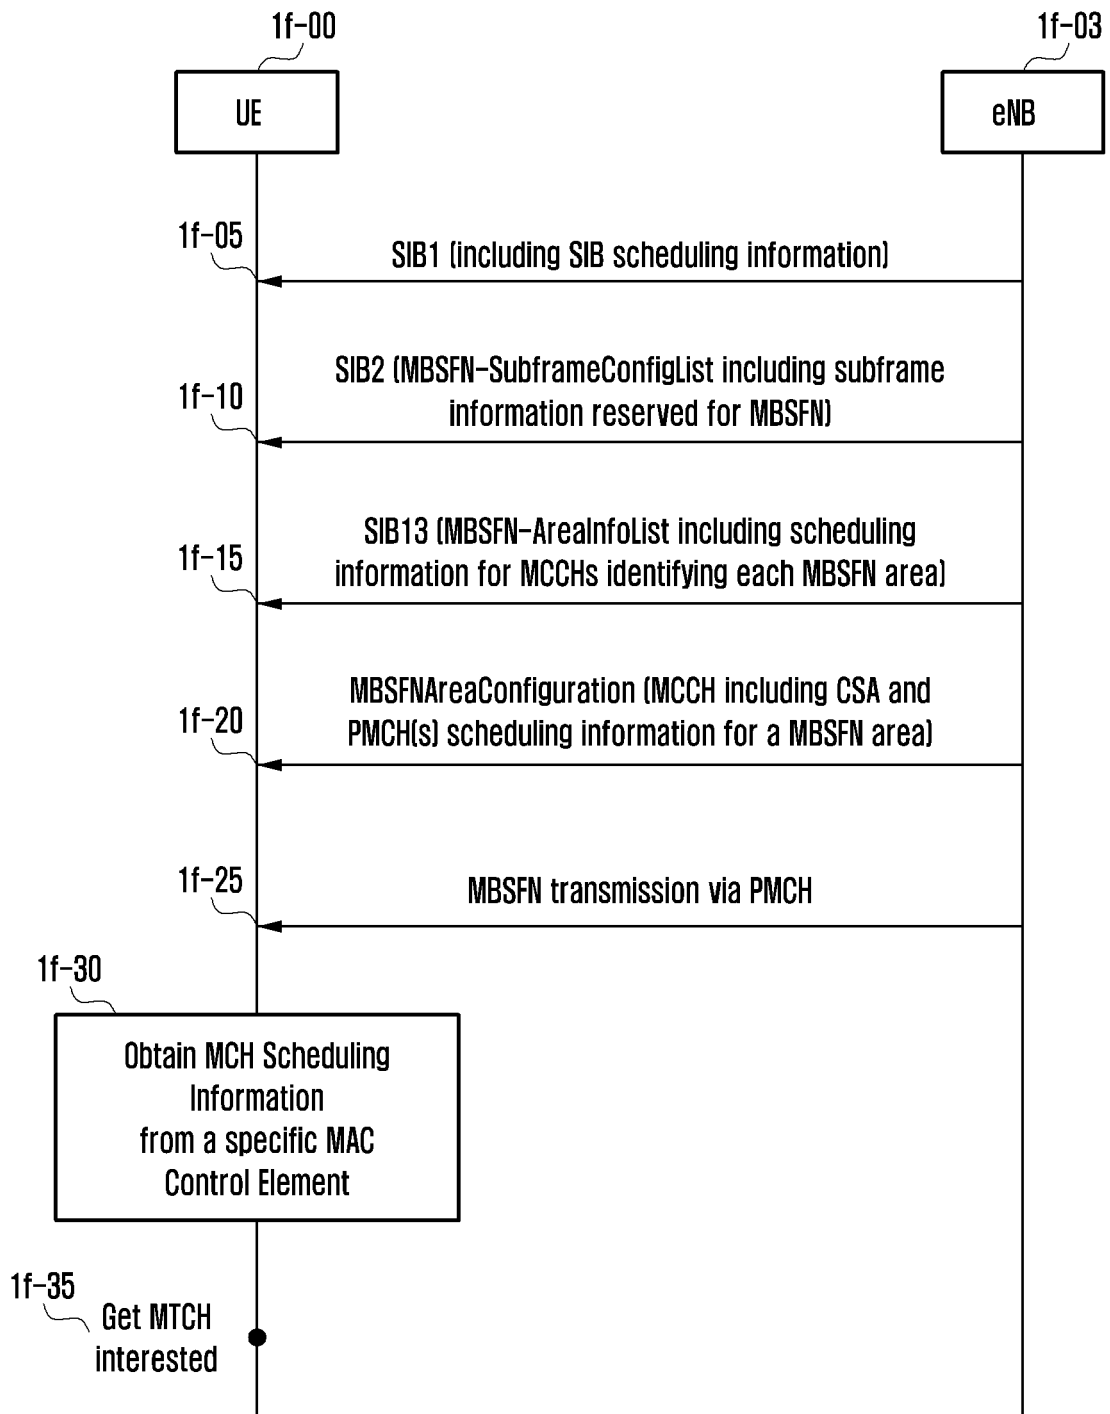 1f-00
1f-03
UE
eNB
1f-05
SIB1 (including SIB scheduling information)
SIB2 (MBSFN-SubframeConfigList including subframe
1f-10
information reserved for MBSFN)
SIB13 (MBSFN-AreaInfoList including scheduling
1f-15
information for MCCHs identifying each MBSFN area)
MBSFNAreaConfiguration (MCCH including CSA and
1f-20
PMCH(s) scheduling information for a MBSFN area)
1f-25
MBSFN transmission via PMCH
1f-30
Obtain MCH Scheduling
Information
from a specific MAC
Control Element
1f-35
Get MTCH
interested